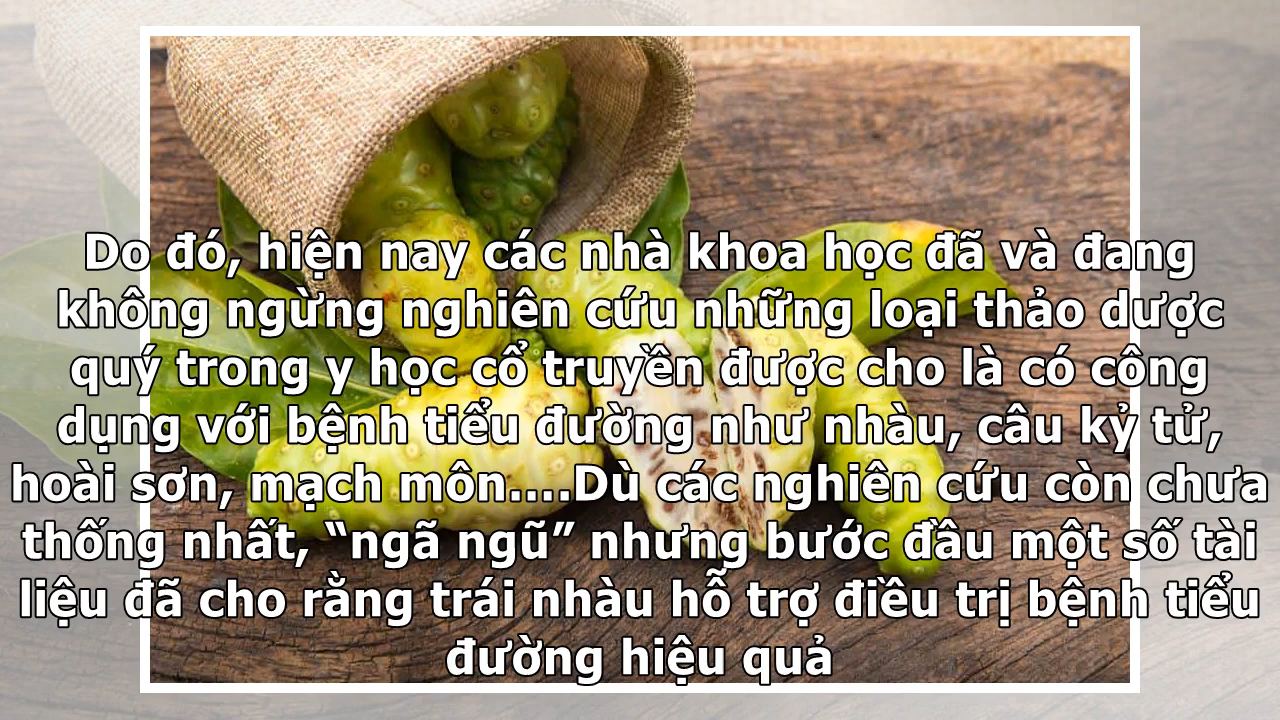 Do đó, hiện nay các nhà khoa học đã và đang
không ngừng nghiên cứu những loại thảo dược
quý trong y học cổ truyền được cho là có công
dụng với bệnh tiểu đường như nhàu, câu kỷ tử,
hoài sơn, mạch môn....Dù các nghiên cứu còn chưa
thống nhất, “ngã ngũ” nhưng bước đầu một số tài
liệu đã cho rằng trái nhàu hỗ trợ điều trị bệnh tiểu
đường hiệu quả